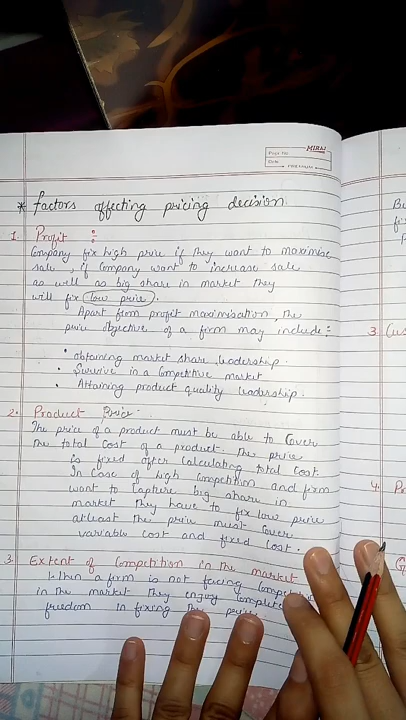 MIRAJ
Page No.
Date
PREMIUM
* factors affecting pricing decision.
1. Profit :
Company fix high price if they want to maximise
sale, if Company want to increase sale
as well as big share in market they
will fix low price.
Apart from profit maximisation, the
price objective of a firm may include :
• obtaining market share leadership.
• Survive in a Competitive market
• Attaining product quality leadership.
2. Product Price.
The price of a product must be able to Cover
the total cost of a product. The price
is fixed after calculating total cost.
In Case of high Competition and firm
want to Capture big share in
market they have to fix low price
atleast the price must Cover
variable cost and fixed Cost.
3. Extent of Competition in the market
When a firm is not facing
in the market they enjoy Complete
freedom in fixing the price
3.
4.